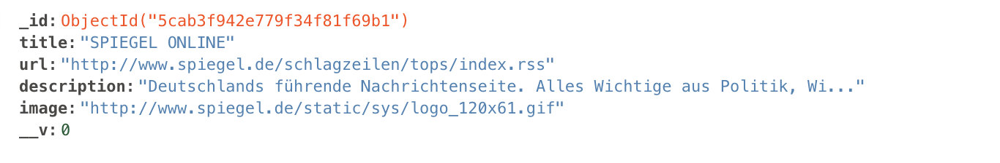 _id: ObjectId("5cab3f942e779f34f81f69b1")
title: "SPIEGEL ONLINE"
url: "http://www.spiegel.de/schlagzeilen/tops/index.rss"
description: "Deutschlands führende Nachrichtenseite. Alles Wichtige aus Politik, Wi..."
image: "http://www.spiegel.de/static/sys/logo_120x61.gif"
__v: 0